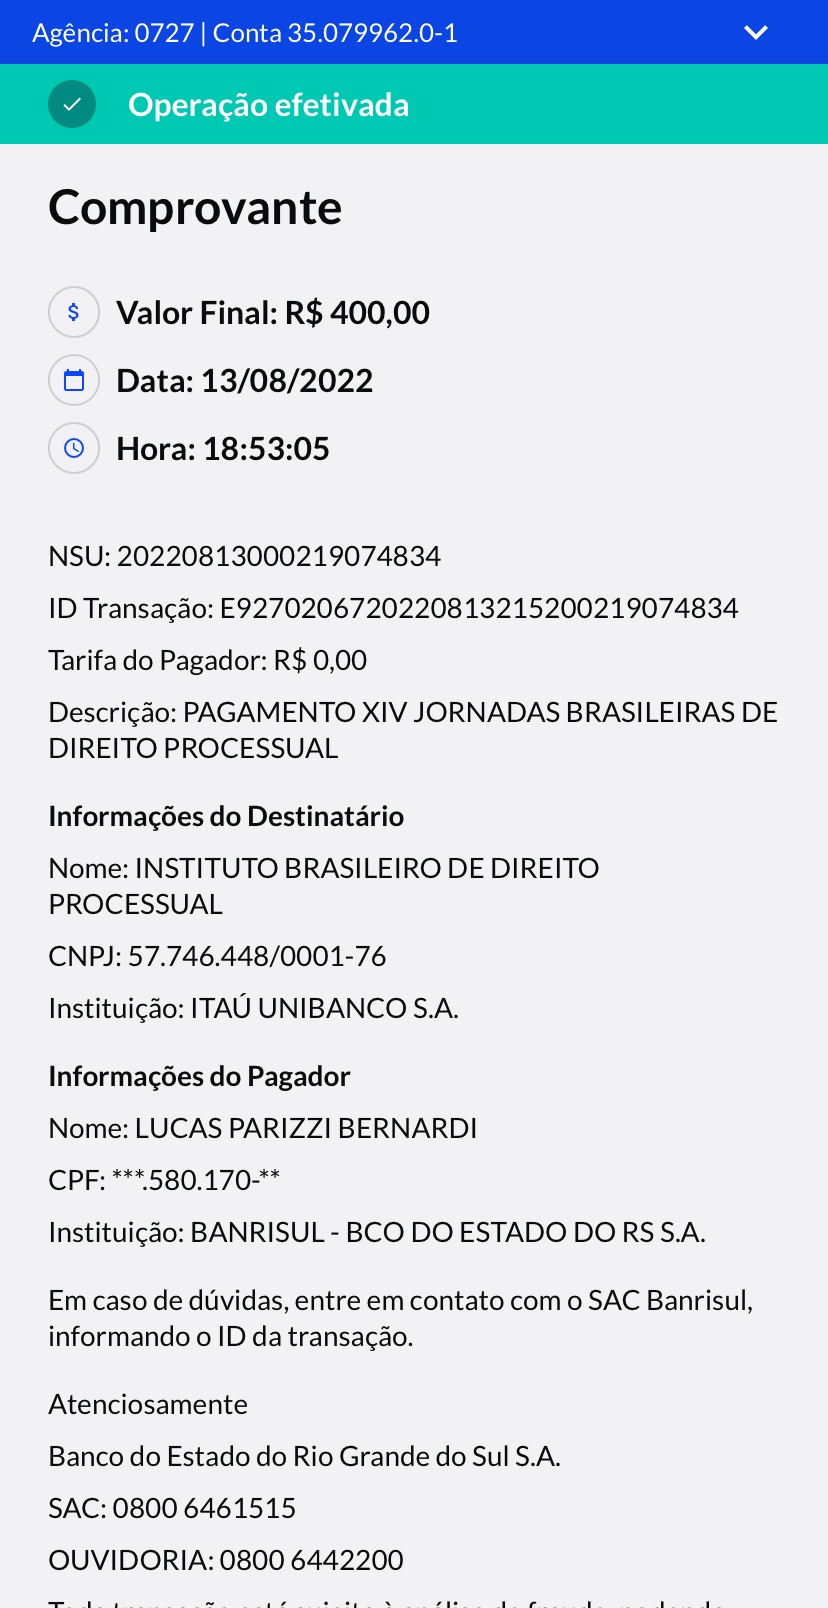 Agência: 0727 | Conta 35.079962.0-1
Operação efetivada
Comprovante
Valor Final: R$ 400,00
Data: 13/08/2022
Hora: 18:53:05
NSU: 20220813000219074834
ID Transação: E92702067202208132152​00219074834
Tarifa do Pagador: R$ 0,00
Descrição: PAGAMENTO XIV JORNADAS BRASILEIRAS DE
DIREITO PROCESSUAL
Informações do Destinatário
Nome: INSTITUTO BRASILEIRO DE DIREITO
PROCESSUAL
CNPJ: 57.746.448/0001-76
Instituição: ITAÚ UNIBANCO S.A.
Informações do Pagador
Nome: LUCAS PARIZZI BERNARDI
CPF: ***.580.170-**
Instituição: BANRISUL - BCO DO ESTADO DO RS S.A.
Em caso de dúvidas, entre em contato com o SAC Banrisul,
informando o ID da transação.
Atenciosamente
Banco do Estado do Rio Grande do Sul S.A.
SAC: 0800 6461515
OUVIDORIA: 0800 6442200